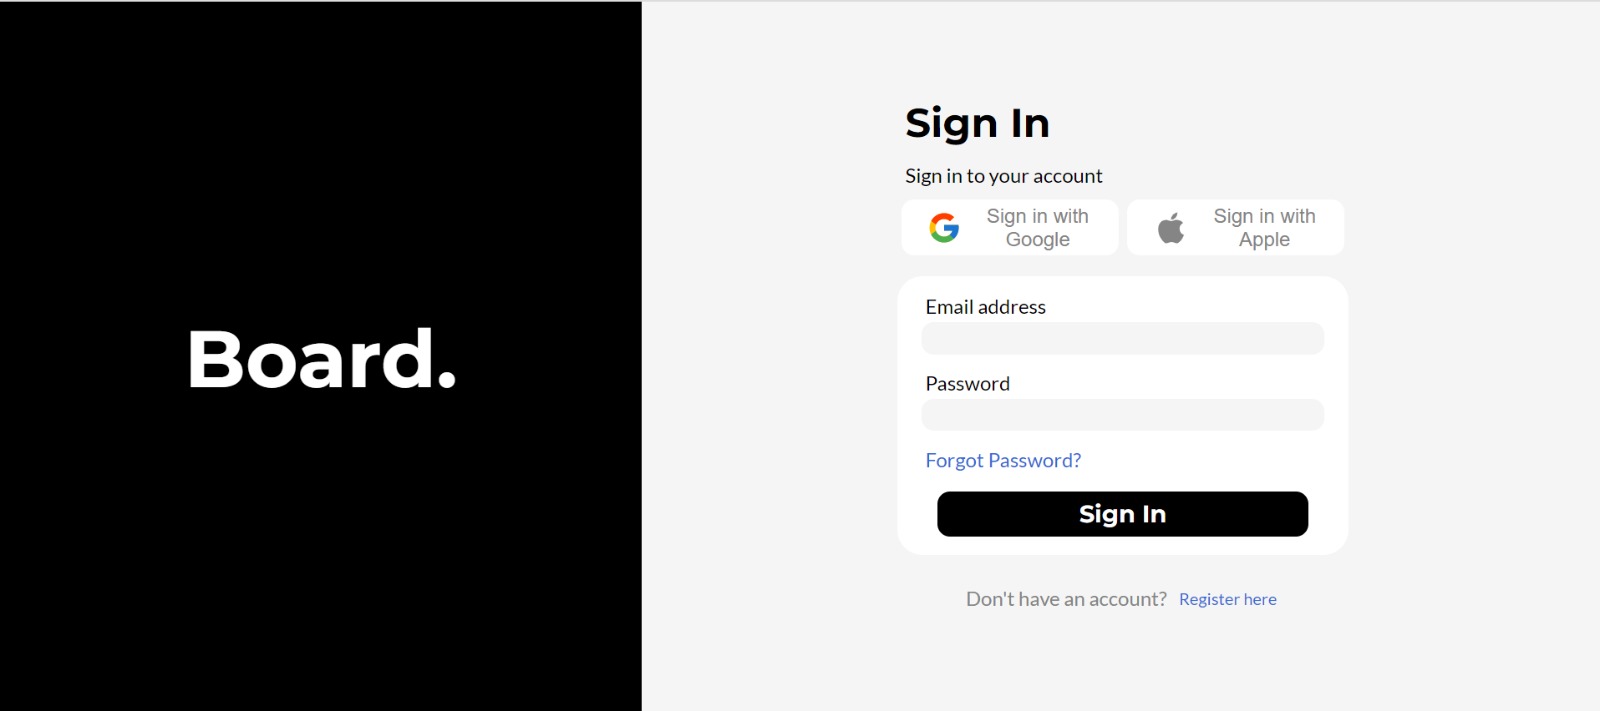 Board.
Sign In
Sign in to your account
Sign in with
Google
Sign in with
Apple
Email address
Password
Forgot Password?
Sign In
Don't have an account? Register here